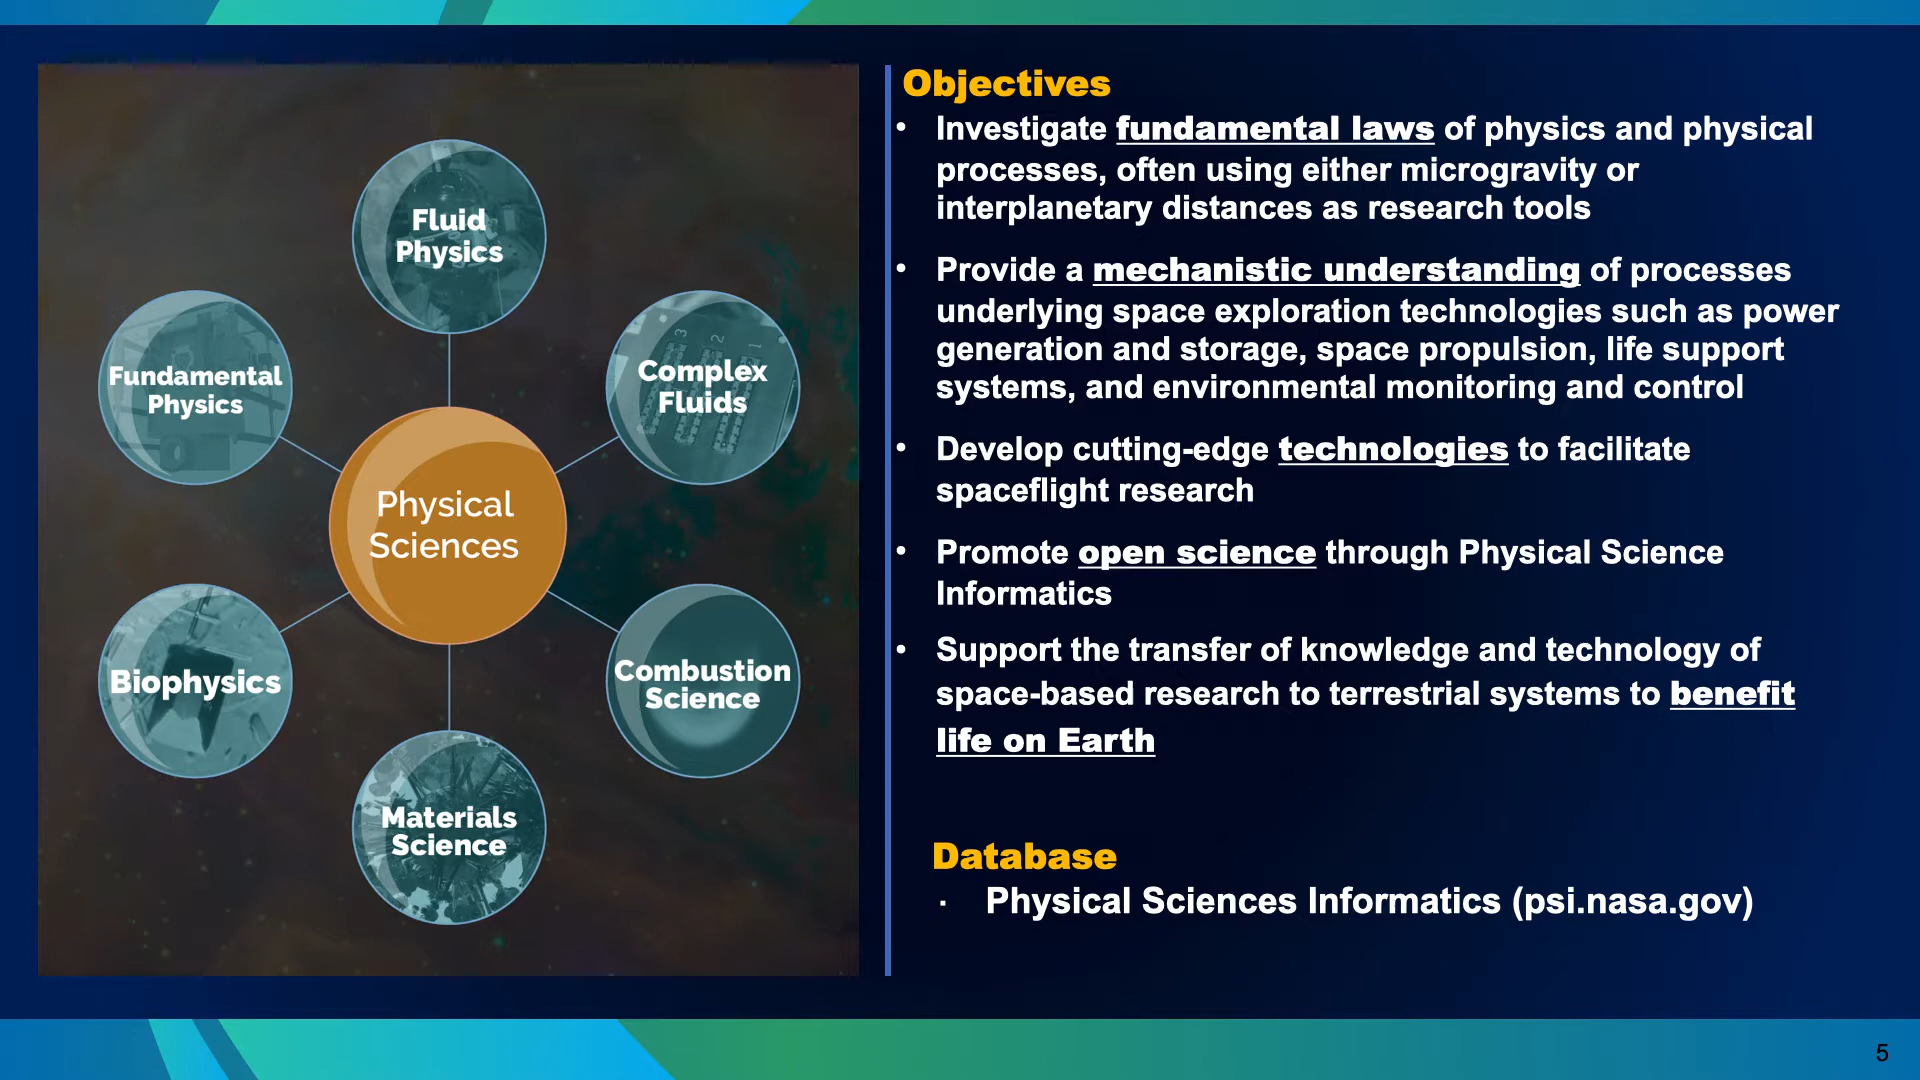 Fluid
Physics
Fundamental
Physics
Complex
Fluids
Physical
Sciences
Biophysics
Combustion
Science
Materials
Science
Objectives
• Investigate fundamental laws of physics and physical
processes, often using either microgravity or
interplanetary distances as research tools
• Provide a mechanistic understanding of processes
underlying space exploration technologies such as power
generation and storage, space propulsion, life support
systems, and environmental monitoring and control
• Develop cutting-edge technologies to facilitate
spaceflight research
• Promote open science through Physical Science
Informatics
• Support the transfer of knowledge and technology of
space-based research to terrestrial systems to benefit
life on Earth
Database
▪ Physical Sciences Informatics (psi.nasa.gov)
3 2 1
5